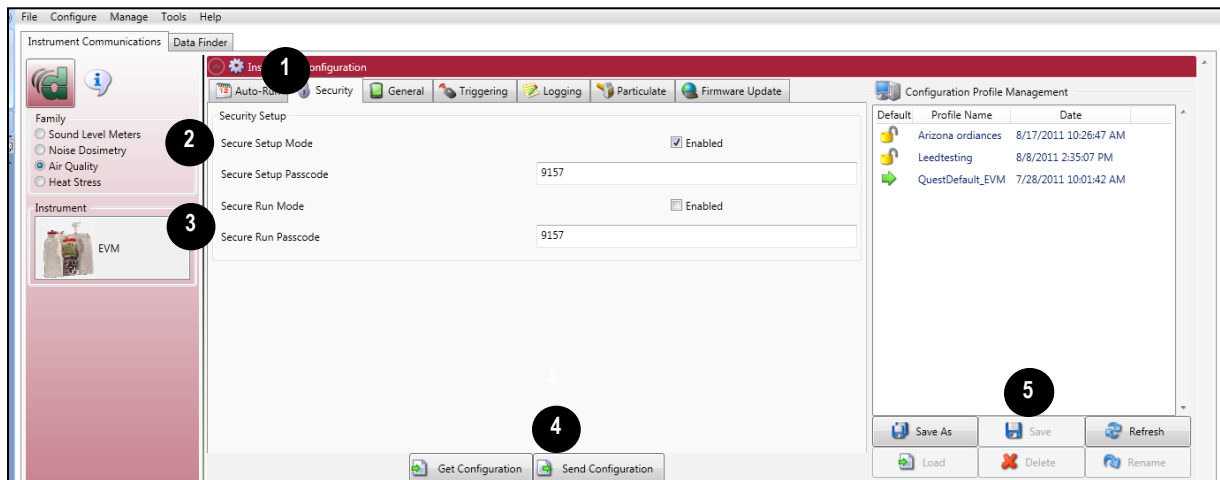 File Configure Manage Tools Help
Instrument Communications Data Finder
1
Configuration
Auto-Run Security General Triggering Logging Particulate Firmware Update
Family
Sound Level Meters
Noise Dosimetry
Air Quality
Heat Stress
Instrument
EVM
Security Setup
2
Secure Setup Mode Enabled
Secure Setup Passcode 9157
Secure Run Mode Enabled
3
Secure Run Passcode 9157
4
4
Get Configuration Send Configuration
Configuration Profile Management
Default Profile Name Date
Arizona ordiances 8/17/2011 10:26:47 AM
Leedtesting 8/8/2011 2:35:07 PM
QuestDefault_EVM 7/28/2011 10:01:42 AM
5
Save As Save Refresh
Load Delete Rename